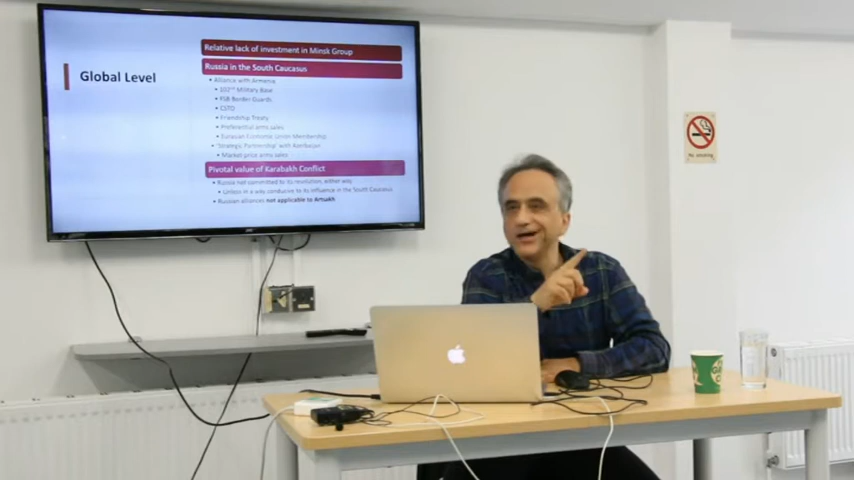 Global Level
Relative lack of investment in Minsk Group
Russia in the South Caucasus
• Alliance with Armenia
• 102nd Military Base
• FSB Border Guards
• CSTO
• Friendship Treaty
• Preferential arms sales
• Eurasian Economic Union Membership
• 'Strategic Partnership' with Azerbaijan
• Market-price arms sales
Pivotal value of Karabakh Conflict
• Russia not committed to its resolution, either way
• Unless in a way conducive to its influence in the South Caucasus
• Russian alliances not applicable to Artsakh
No smoking